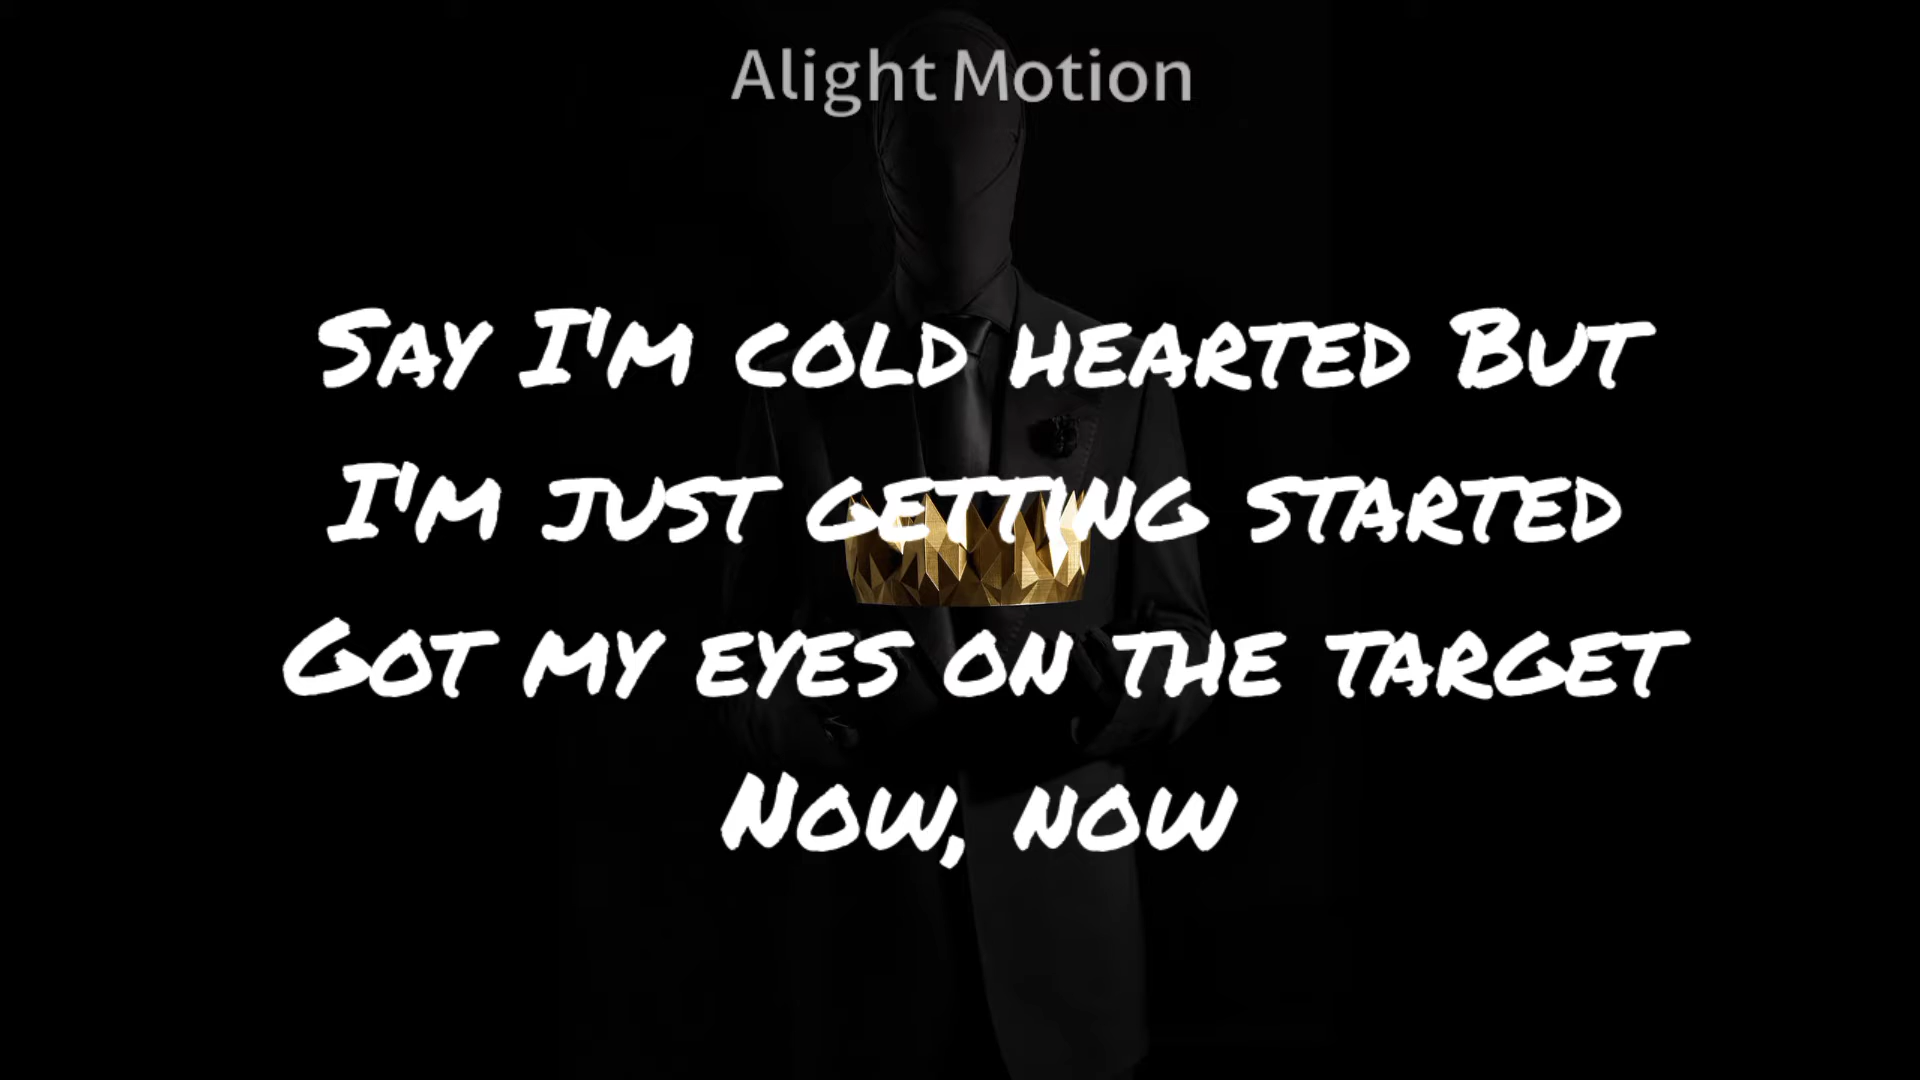 Alight Motion
Say I'm cold hearted But
I'm just getting started
Got my eyes on the target
Now, now